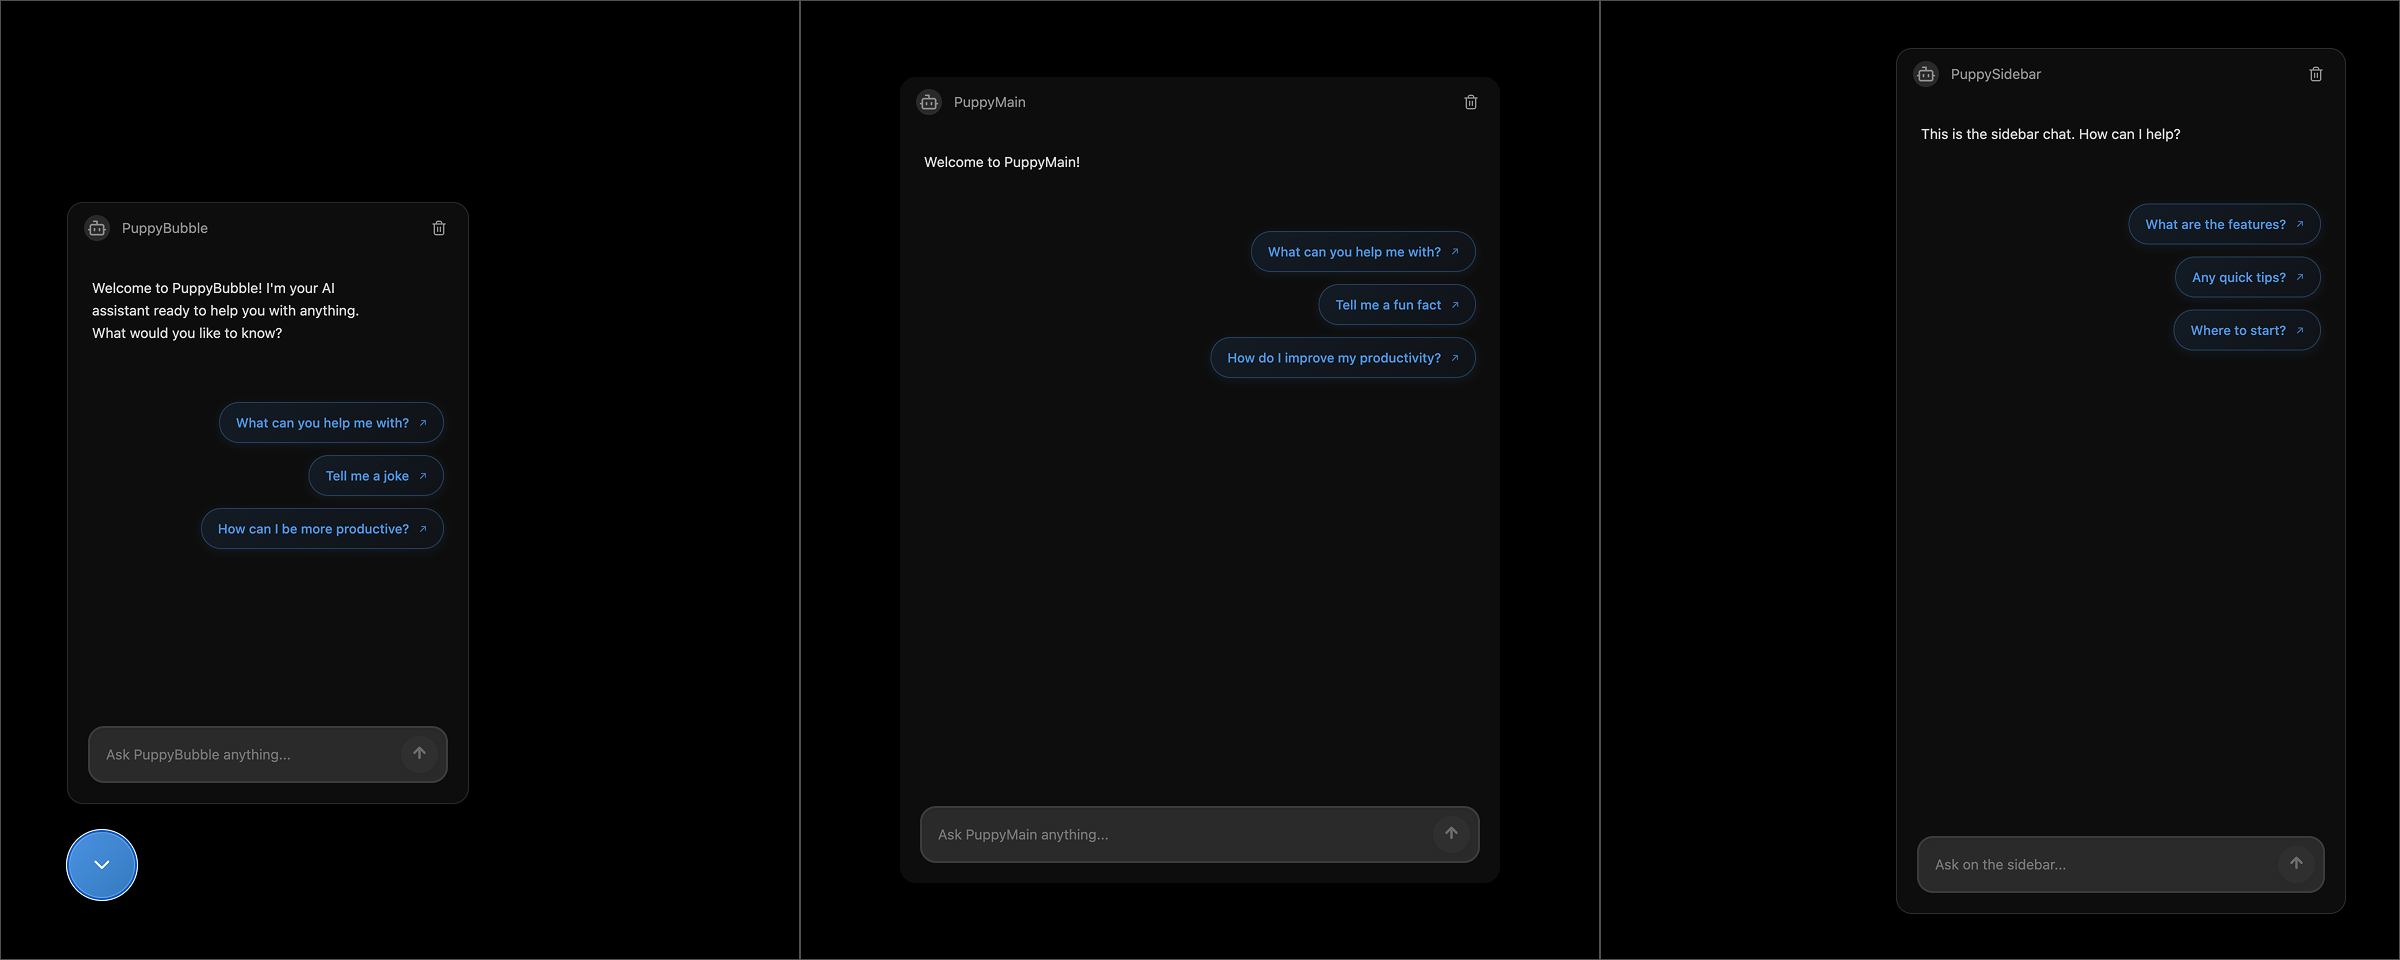 PuppyBubble
Welcome to PuppyBubble! I'm your AI
assistant ready to help you with anything.
What would you like to know?
What can you help me with?
Tell me a joke
How can I be more productive?
Ask PuppyBubble anything...
PuppyMain
Welcome to PuppyMain!
What can you help me with?
Tell me a fun fact
How do I improve my productivity?
Ask PuppyMain anything...
PuppySidebar
This is the sidebar chat. How can I help?
What are the features?
Any quick tips?
Where to start?
Ask on the sidebar...